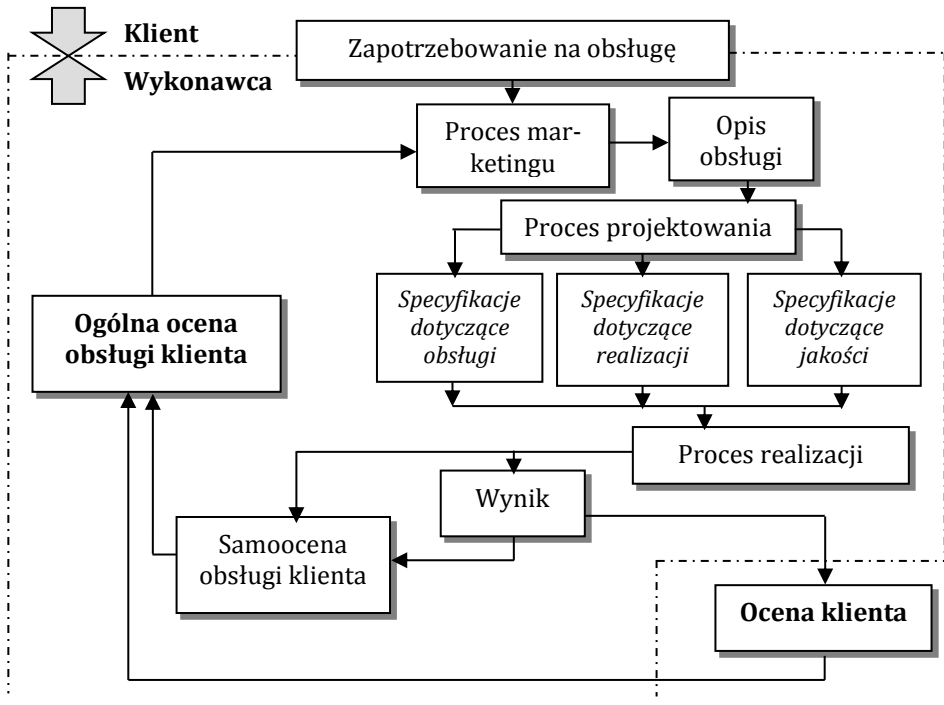 Klient
Wykonawca
Zapotrzebowanie na obsługę
Proces mar-
ketingu
Opis
obsługi
Proces projektowania
Specyfikacje
dotyczące
obsługi
Specyfikacje
dotyczące
realizacji
Specyfikacje
dotyczące
jakości
Ogólna ocena
obsługi klienta
Proces realizacji
Wynik
Samoocena
obsługi klienta
Ocena klienta